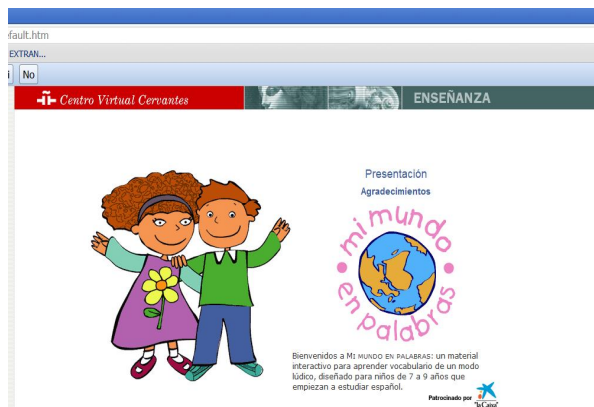 efault.htm
EXTRAN...
i No
Centro Virtual Cervantes
ENSEÑANZA
Presentación
Agradecimientos
mi mundo
en palabras
Bienvenidos a MI MUNDO EN PALABRAS: un material
interactivo para aprender vocabulario de un modo
lúdico, diseñado para niños de 7 a 9 años que
empiezan a estudiar español.
Patrocinado por
"la Caixa"